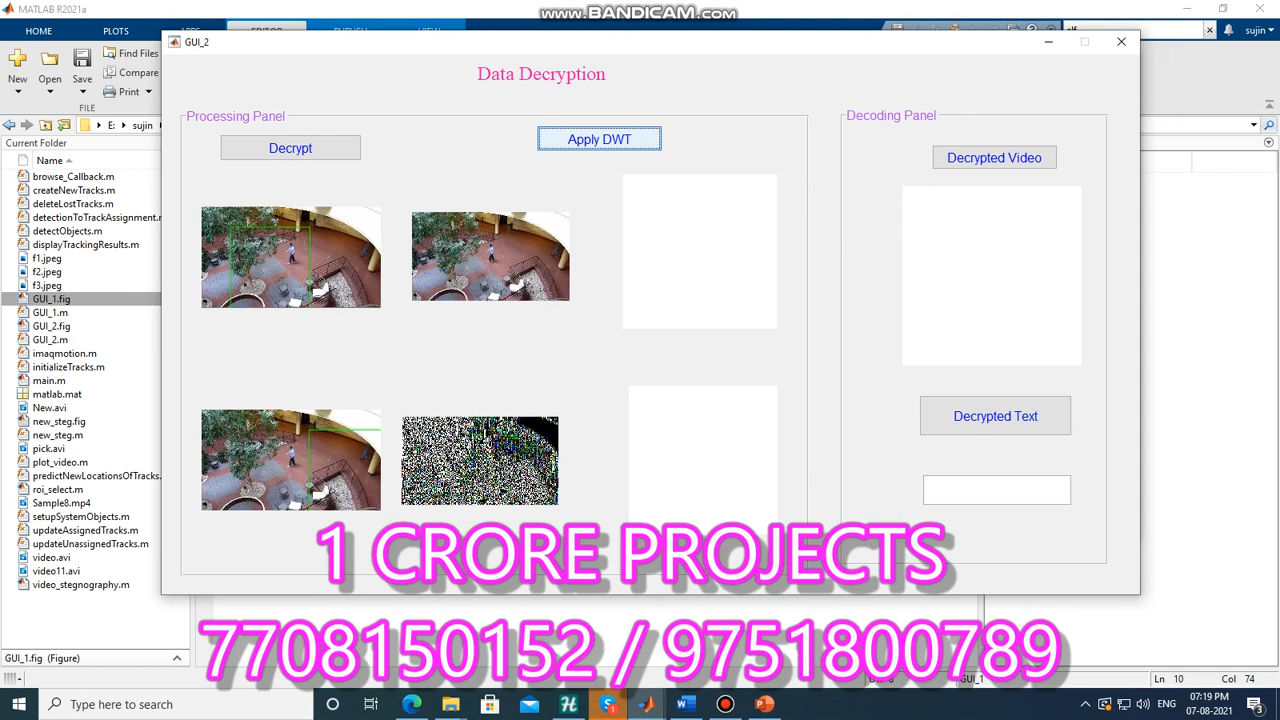 MATLAB R2021a
www.BANDICAM.com
HOME
PLOTS
sujin
New
Open
Save
Find Files
Compare
Print
FILE
E:
sujin
Current Folder
Name
browse_Callback.m
createNewTracks.m
deleteLostTracks.m
detectionToTrackAssignment.m
detectObjects.m
displayTrackingResults.m
f1.jpeg
f2.jpeg
f3.jpeg
GUI_1.fig
GUI_1.m
GUI_2.fig
GUI_2.m
imaqmotion.m
initializeTracks.m
main.m
matlab.mat
New.avi
new_steg.fig
new_steg.m
pick.avi
plot_video.m
predictNewLocationsOfTracks.
roi_select.m
Sample8.mp4
setupSystemObjects.m
updateAssignedTracks.m
updateUnassignedTracks.m
video.avi
video11.avi
video_stegnography.m
GUI_1.fig (Figure)
GUI_2
Data Decryption
Processing Panel
Decrypt
Apply DWT
Decoding Panel
Decrypted Video
Decrypted Text
1 CRORE PROJECTS
7708150152 / 9751800789
GUI_1
Ln 10 Col 74
Type here to search
ENG
07:19 PM
07-08-2021